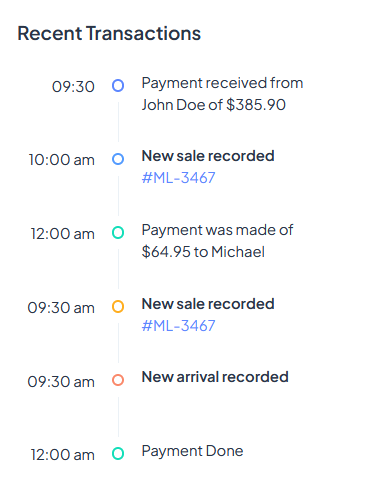 Recent Transactions
09:30
Payment received from
John Doe of $385.90
10:00 am
New sale recorded
#ML-3467
12:00 am
Payment was made of
$64.95 to Michael
09:30 am
New sale recorded
#ML-3467
09:30 am
New arrival recorded
12:00 am
Payment Done